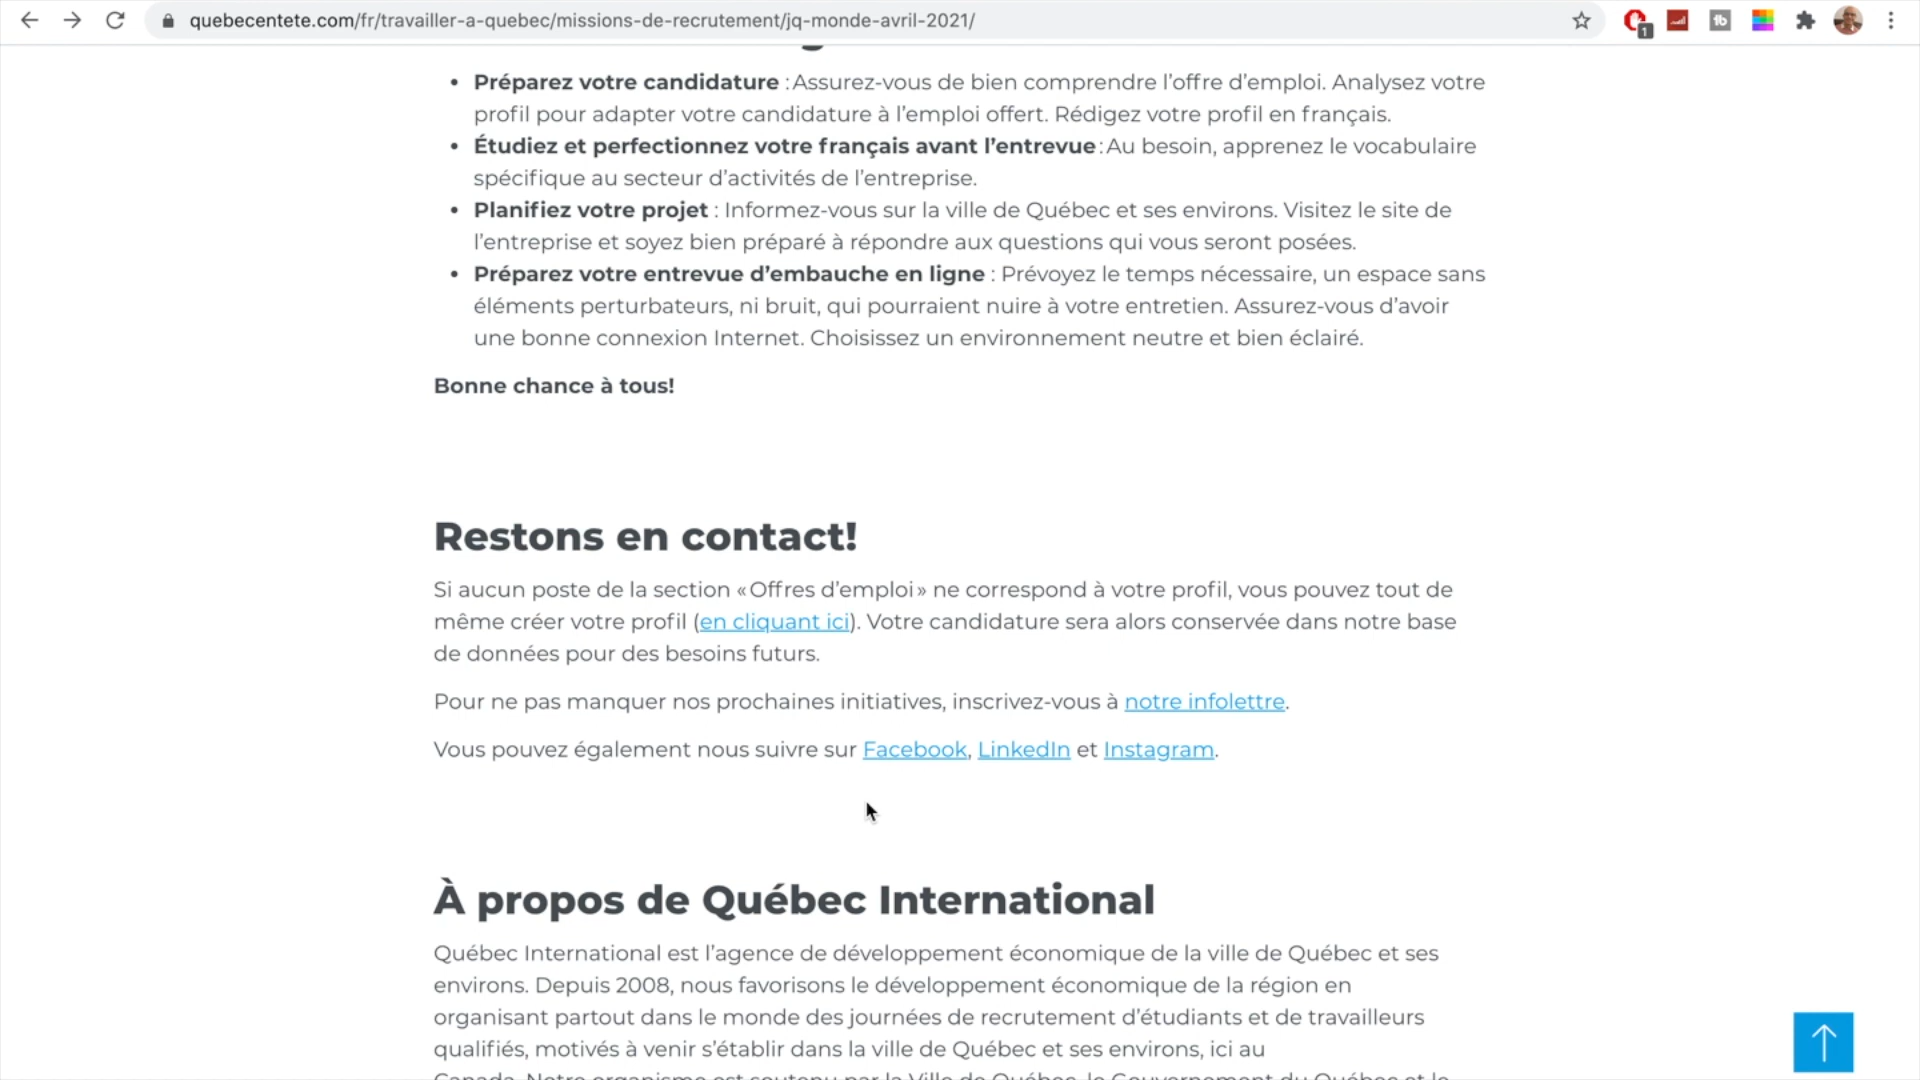 quebecentete.com/fr/travailler-a-quebec/missions-de-recrutement/jq-monde-avril-2021/
1
• Préparez votre candidature : Assurez-vous de bien comprendre l’offre d’emploi. Analysez votre
profil pour adapter votre candidature à l’emploi offert. Rédigez votre profil en français.
• Étudiez et perfectionnez votre français avant l’entrevue : Au besoin, apprenez le vocabulaire
spécifique au secteur d’activités de l’entreprise.
• Planifiez votre projet : Informez-vous sur la ville de Québec et ses environs. Visitez le site de
l’entreprise et soyez bien préparé à répondre aux questions qui vous seront posées.
• Préparez votre entrevue d’embauche en ligne : Prévoyez le temps nécessaire, un espace sans
éléments perturbateurs, ni bruit, qui pourraient nuire à votre entretien. Assurez-vous d’avoir
une bonne connexion Internet. Choisissez un environnement neutre et bien éclairé.
Bonne chance à tous!
Restons en contact!
Si aucun poste de la section « Offres d’emploi » ne correspond à votre profil, vous pouvez tout de
même créer votre profil (en cliquant ici). Votre candidature sera alors conservée dans notre base
de données pour des besoins futurs.
Pour ne pas manquer nos prochaines initiatives, inscrivez-vous à notre infolettre.
Vous pouvez également nous suivre sur Facebook, LinkedIn et Instagram.
À propos de Québec International
Québec International est l’agence de développement économique de la ville de Québec et ses
environs. Depuis 2008, nous favorisons le développement économique de la région en
organisant partout dans le monde des journées de recrutement d’étudiants et de travailleurs
qualifiés, motivés à venir s’établir dans la ville de Québec et ses environs, ici au
Canada. Notre organisme est soutenu par la Ville de Québec, le Gouvernement du Québec et le